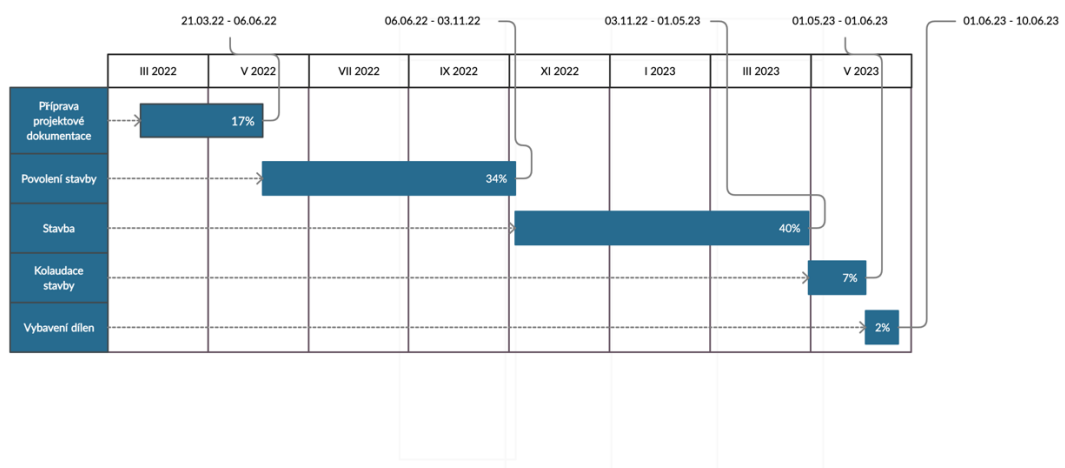 21.03.22 - 06.06.22
06.06.22 - 03.11.22
03.11.22 - 01.05.23
01.05.23 - 01.06.23
01.06.23 - 10.06.23
III 2022
V 2022
VII 2022
IX 2022
XI 2022
I 2023
III 2023
V 2023
Příprava
projektové
dokumentace
17%
Povolení stavby
34%
Stavba
40%
Kolaudace
stavby
7%
Vybavení dílen
2%